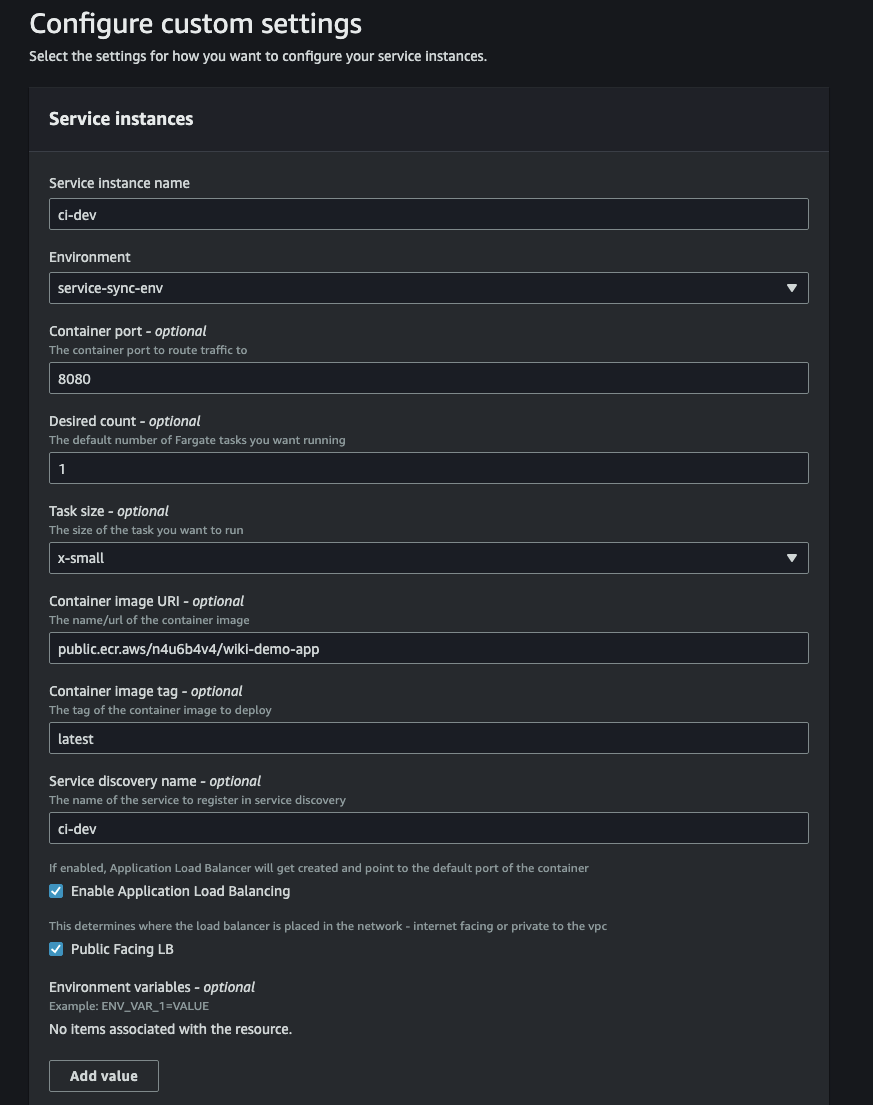 Configure custom settings
Select the settings for how you want to configure your service instances.
Service instances
Service instance name
ci-dev
Environment
service-sync-env
Container port - optional
The container port to route traffic to
8080
Desired count - optional
The default number of Fargate tasks you want running
1
Task size - optional
The size of the task you want to run
x-small
Container image URI - optional
The name/url of the container image
public.ecr.aws/n4u6b4v4/wiki-demo-app
Container image tag - optional
The tag of the container image to deploy
latest
Service discovery name - optional
The name of the service to register in service discovery
ci-dev
If enabled, Application Load Balancer will get created and point to the default port of the container
Enable Application Load Balancing
This determines where the load balancer is placed in the network - internet facing or private to the vpc
Public Facing LB
Environment variables - optional
Example: ENV_VAR_1=VALUE
No items associated with the resource.
Add value